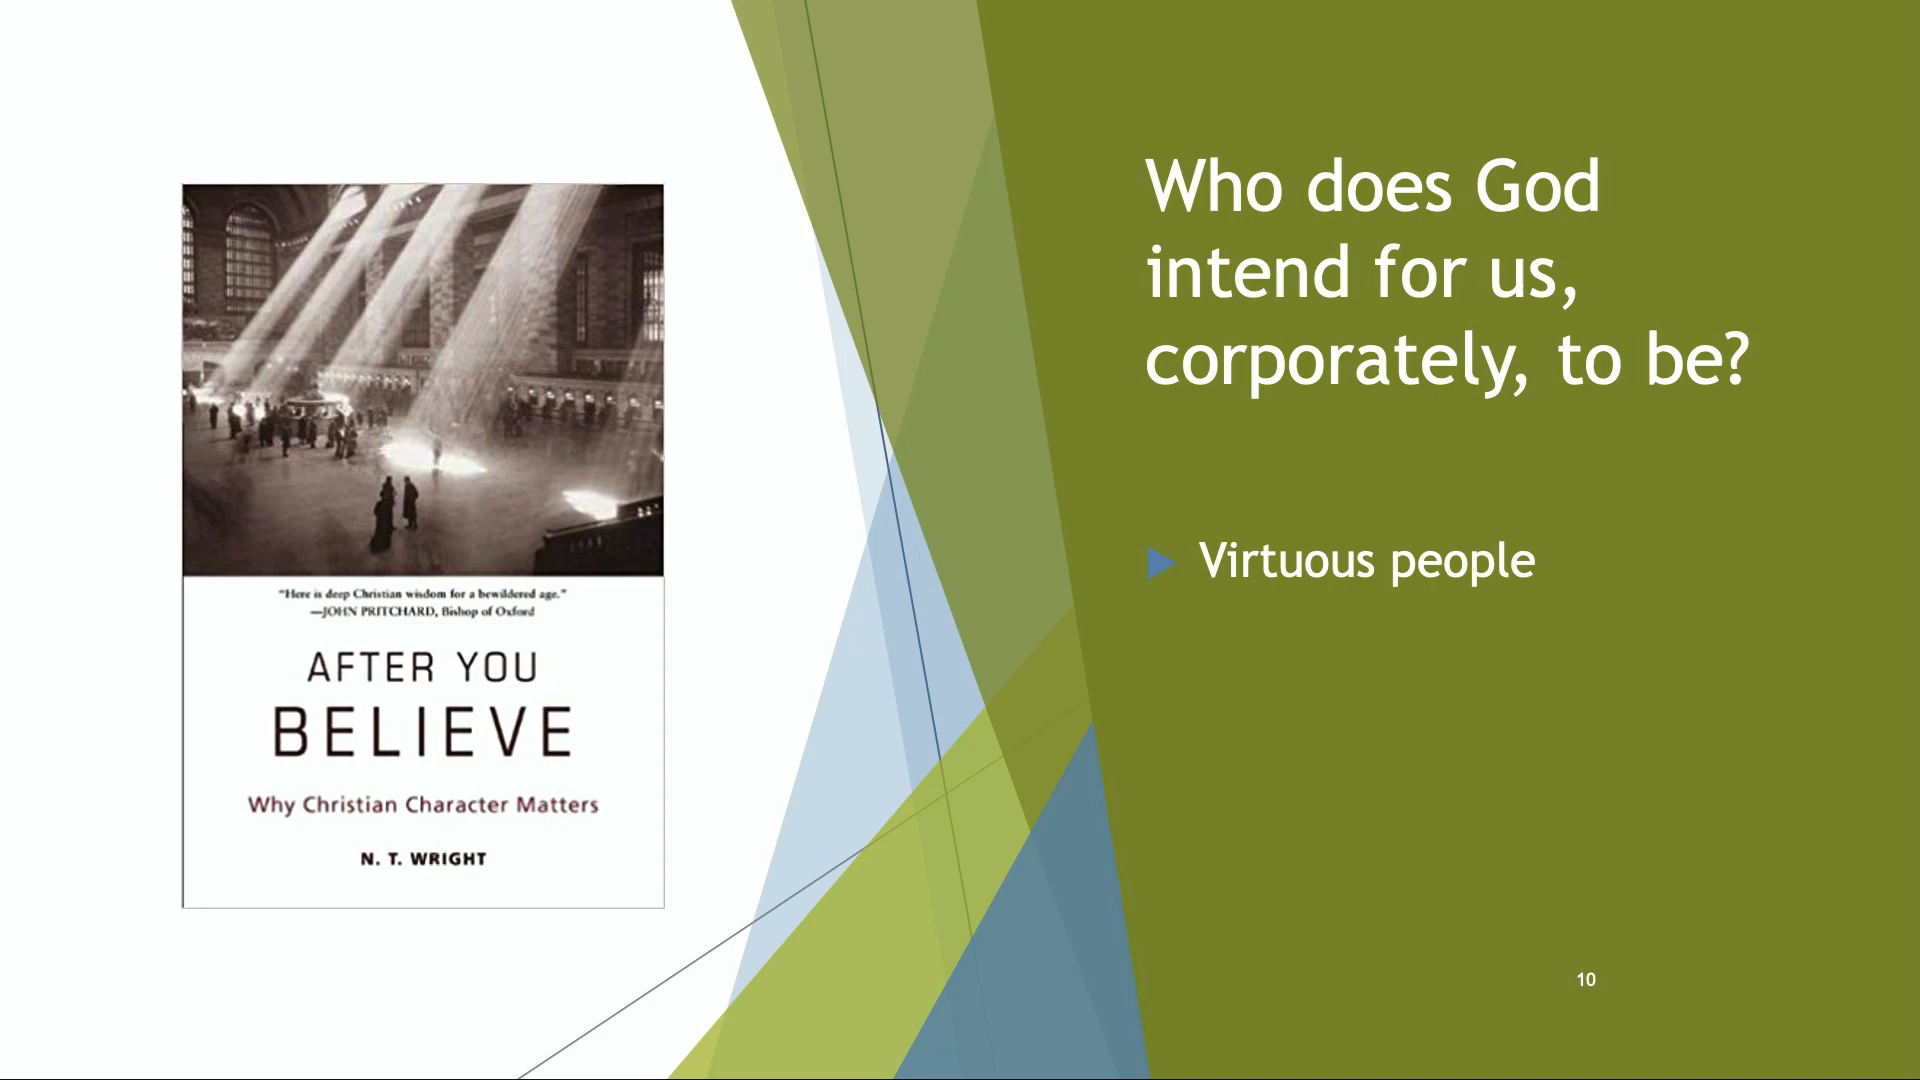 "Here is deep Christian wisdom for a bewildered age."
—JOHN PRITCHARD, Bishop of Oxford
AFTER YOU
BELIEVE
Why Christian Character Matters
N. T. WRIGHT
Who does God
intend for us,
corporately, to be?
Virtuous people
10